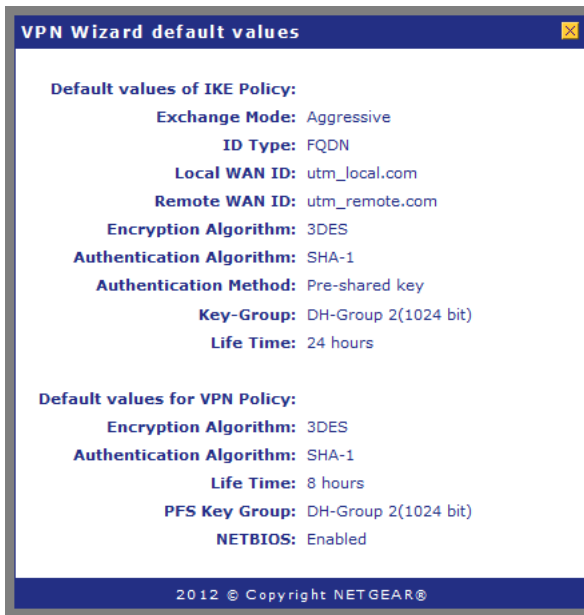 VPN Wizard default values
Default values of IKE Policy:
Exchange Mode: Aggressive
ID Type: FQDN
Local WAN ID: utm_local.com
Remote WAN ID: utm_remote.com
Encryption Algorithm: 3DES
Authentication Algorithm: SHA-1
Authentication Method: Pre-shared key
Key-Group: DH-Group 2(1024 bit)
Life Time: 24 hours
Default values for VPN Policy:
Encryption Algorithm: 3DES
Authentication Algorithm: SHA-1
Life Time: 8 hours
PFS Key Group: DH-Group 2(1024 bit)
NETBIOS: Enabled
2012 © Copyright NETGEAR®